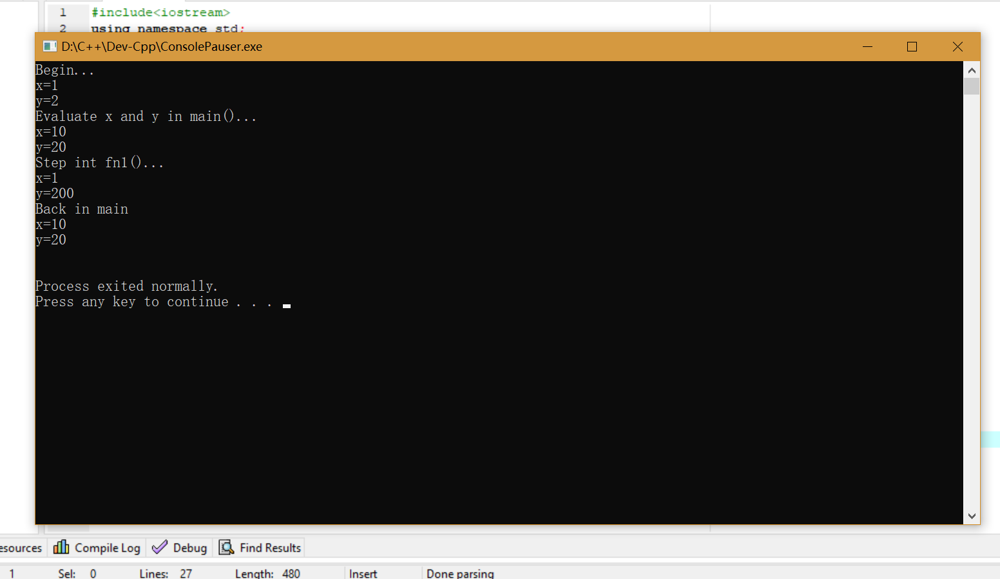 1 #include<iostream>
2 using namespace std;
D:\C++\Dev-Cpp\ConsolePauser.exe
Begin...
x=1
y=2
Evaluate x and y in main()...
x=10
y=20
Step int fn1()...
x=1
y=200
Back in main
x=10
y=20
Process exited normally.
Press any key to continue . . .
esources Compile Log Debug Find Results
1 Sel: 0 Lines: 27 Length: 480 Insert Done parsing